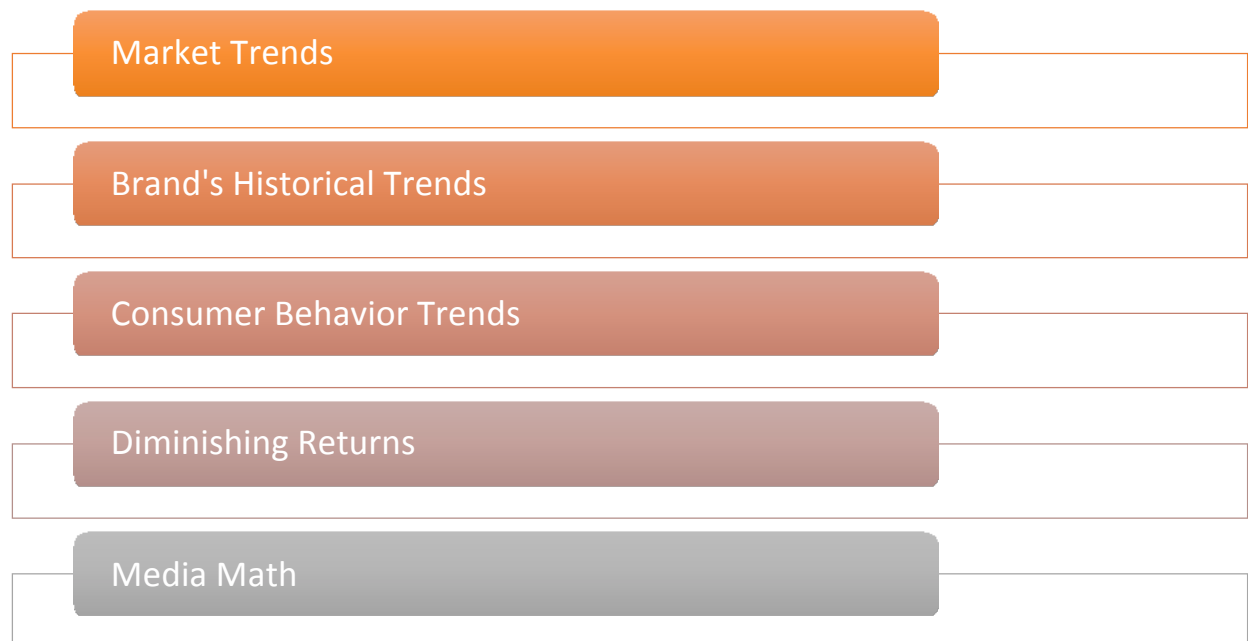 Market Trends
Brand's Historical Trends
Consumer Behavior Trends
Diminishing Returns
Media Math